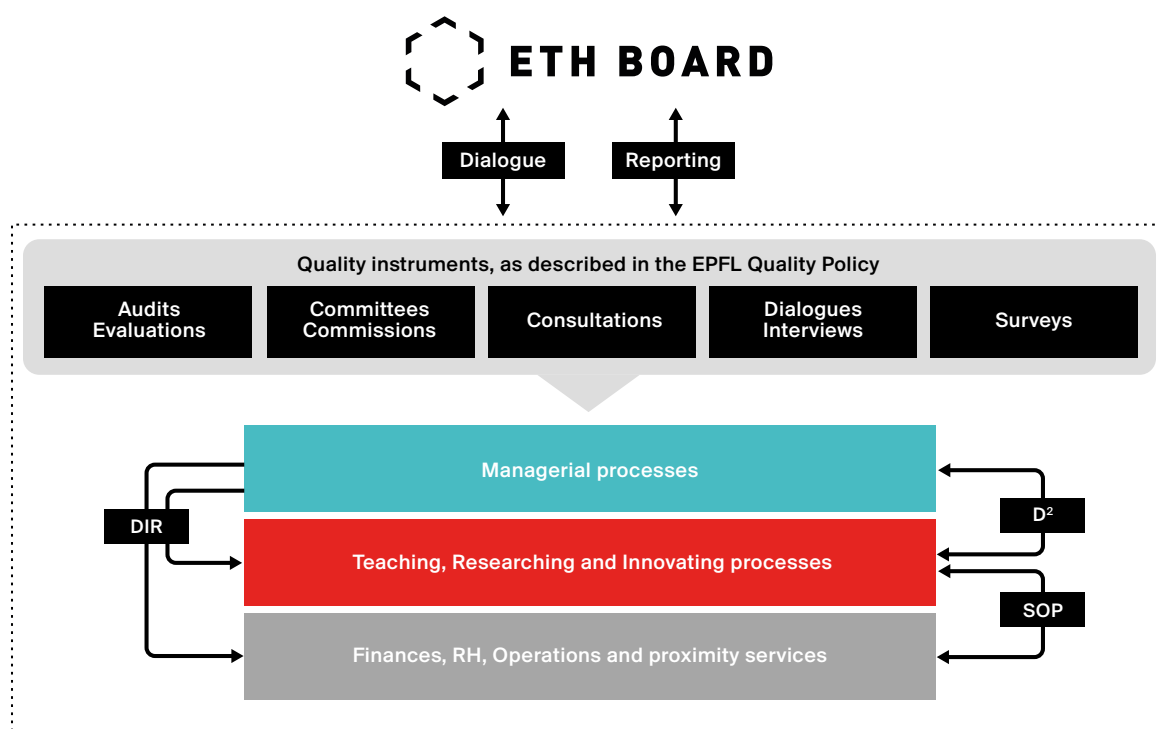 ETH BOARD
Dialogue
Reporting
Quality instruments, as described in the EPFL Quality Policy
Audits
Evaluations
Committees
Commissions
Consultations
Dialogues
Interviews
Surveys
Managerial processes
DIR
D²
Teaching, Researching and Innovating processes
SOP
Finances, RH, Operations and proximity services